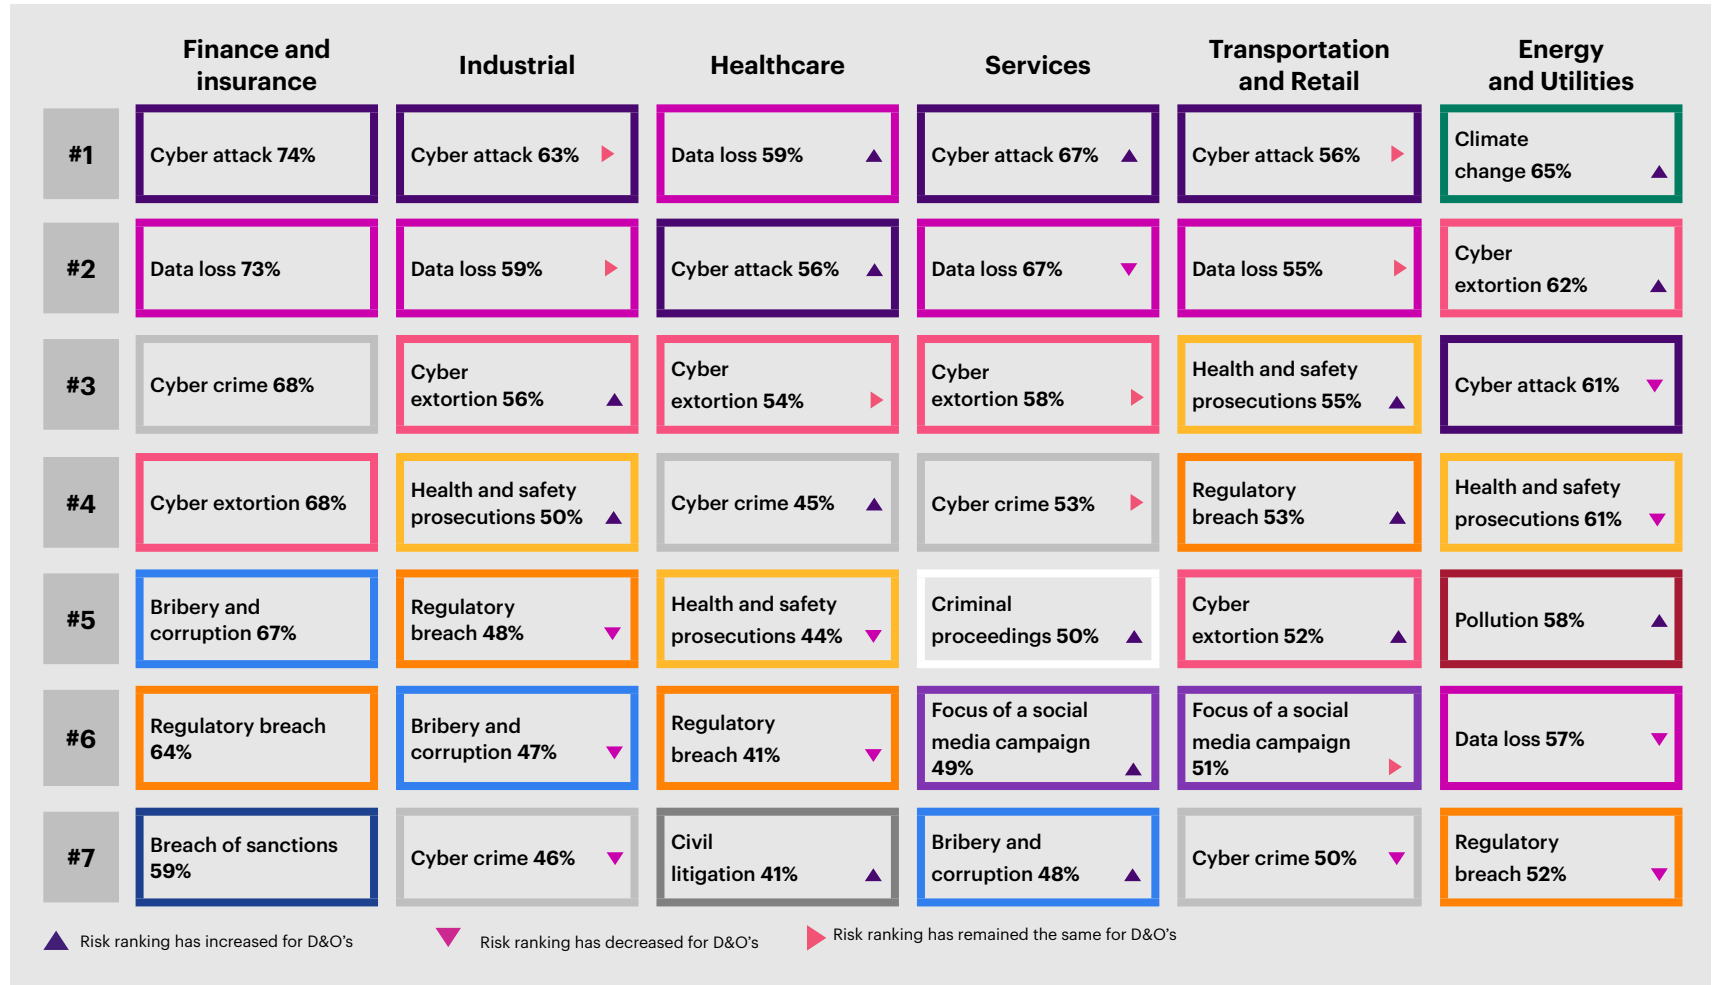 Finance and
insurance
Industrial
Healthcare
Services
Transportation
and Retail
Energy
and Utilities
#1
Cyber attack 74%
Cyber attack 63%
Data loss 59%
Cyber attack 67%
Cyber attack 56%
Climate
change 65%
#2
Data loss 73%
Data loss 59%
Cyber attack 56%
Data loss 67%
Data loss 55%
Cyber
extortion 62%
#3
Cyber crime 68%
Cyber
extortion 56%
Cyber
extortion 54%
Cyber
extortion 58%
Health and safety
prosecutions 55%
Cyber attack 61%
#4
Cyber extortion 68%
Health and safety
prosecutions 50%
Cyber crime 45%
Cyber crime 53%
Regulatory
breach 53%
Health and safety
prosecutions 61%
#5
Bribery and
corruption 67%
Regulatory
breach 48%
Health and safety
prosecutions 44%
Criminal
proceedings 50%
Cyber
extortion 52%
Pollution 58%
#6
Regulatory breach
64%
Bribery and
corruption 47%
Regulatory
breach 41%
Focus of a social
media campaign
49%
Focus of a social
media campaign
51%
Data loss 57%
#7
Breach of sanctions
59%
Cyber crime 46%
Civil
litigation 41%
Bribery and
corruption 48%
Cyber crime 50%
Regulatory
breach 52%
Risk ranking has increased for D&O's
Risk ranking has decreased for D&O's
Risk ranking has remained the same for D&O's